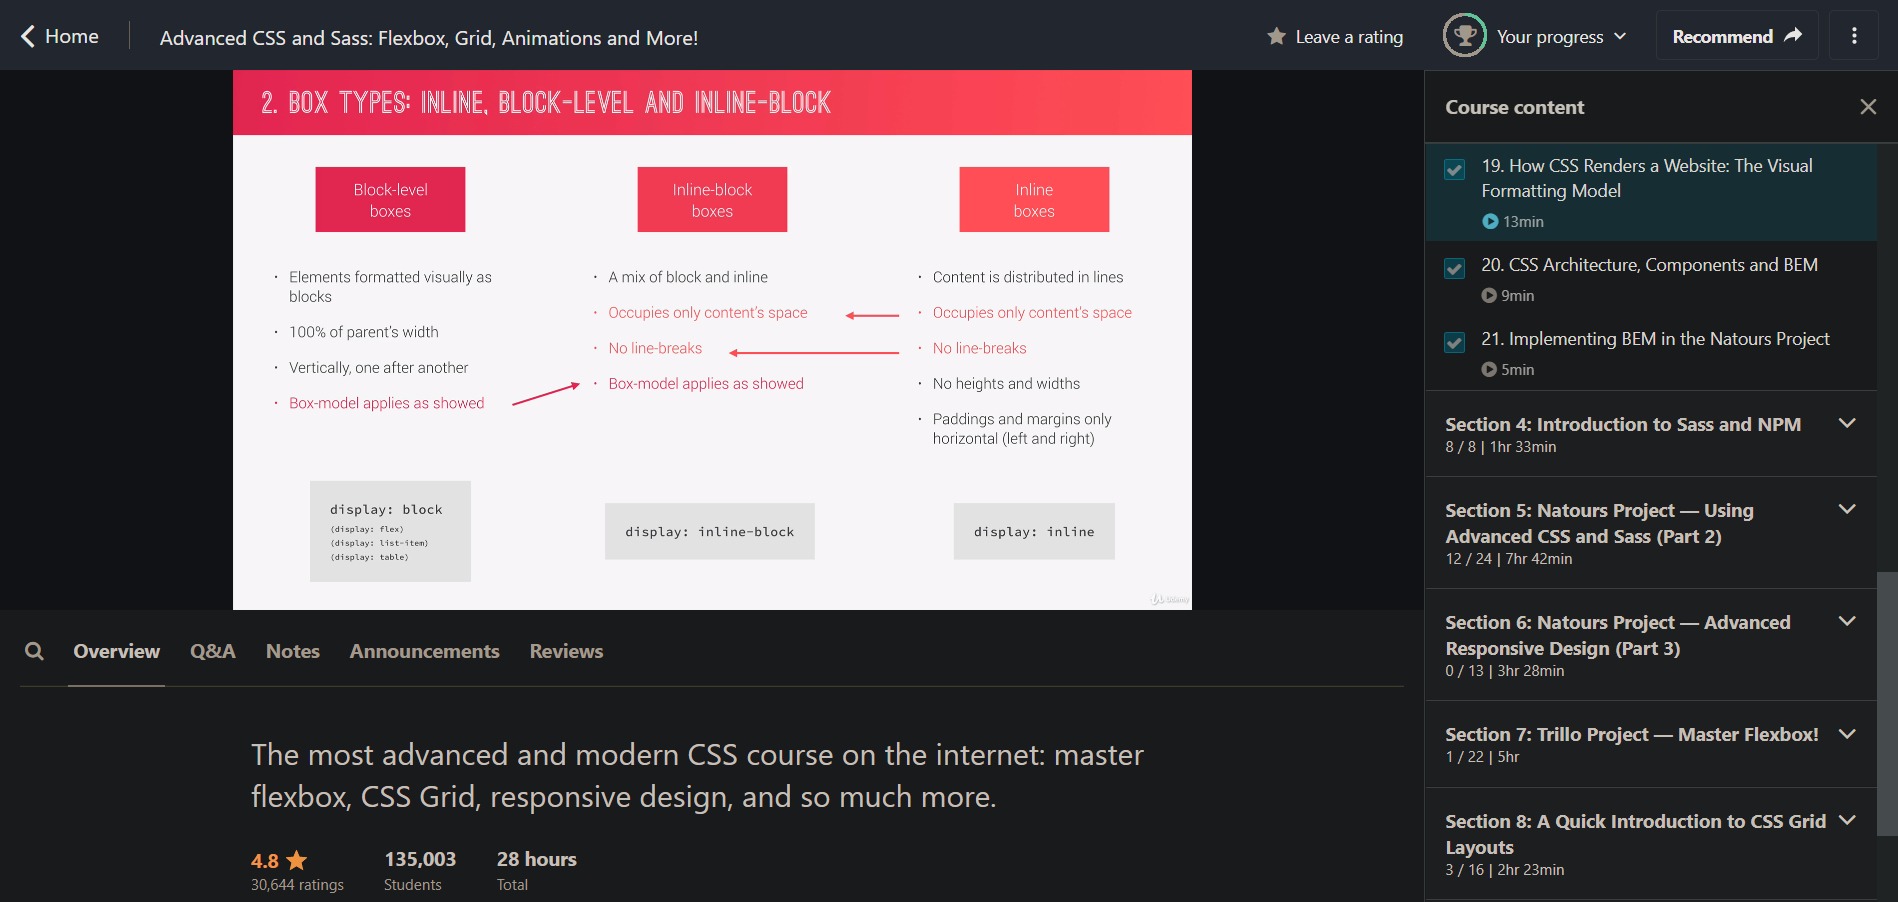 Home
Advanced CSS and Sass: Flexbox, Grid, Animations and More!
Leave a rating
Your progress
Recommend
2. BOX TYPES: INLINE, BLOCK-LEVEL AND INLINE-BLOCK
Block-level
boxes
· Elements formatted visually as
blocks
· 100% of parent's width
· Vertically, one after another
· Box-model applies as showed
display: block
(display: flex)
(display: list-item)
(display: table)
Inline-block
boxes
· A mix of block and inline
· Occupies only content's space
· No line-breaks
· Box-model applies as showed
display: inline-block
Inline
boxes
· Content is distributed in lines
· Occupies only content's space
· No line-breaks
· No heights and widths
· Paddings and margins only
horizontal (left and right)
display: inline
Udemy
Overview
Q&A
Notes
Announcements
Reviews
The most advanced and modern CSS course on the internet: master
flexbox, CSS Grid, responsive design, and so much more.
4.8
30,644 ratings
135,003
Students
28 hours
Total
Course content
19. How CSS Renders a Website: The Visual
Formatting Model
13min
20. CSS Architecture, Components and BEM
9min
21. Implementing BEM in the Natours Project
5min
Section 4: Introduction to Sass and NPM
8 / 8 | 1hr 33min
Section 5: Natours Project — Using
Advanced CSS and Sass (Part 2)
12 / 24 | 7hr 42min
Section 6: Natours Project — Advanced
Responsive Design (Part 3)
0 / 13 | 3hr 28min
Section 7: Trillo Project — Master Flexbox!
1 / 22 | 5hr
Section 8: A Quick Introduction to CSS Grid
Layouts
3 / 16 | 2hr 23min